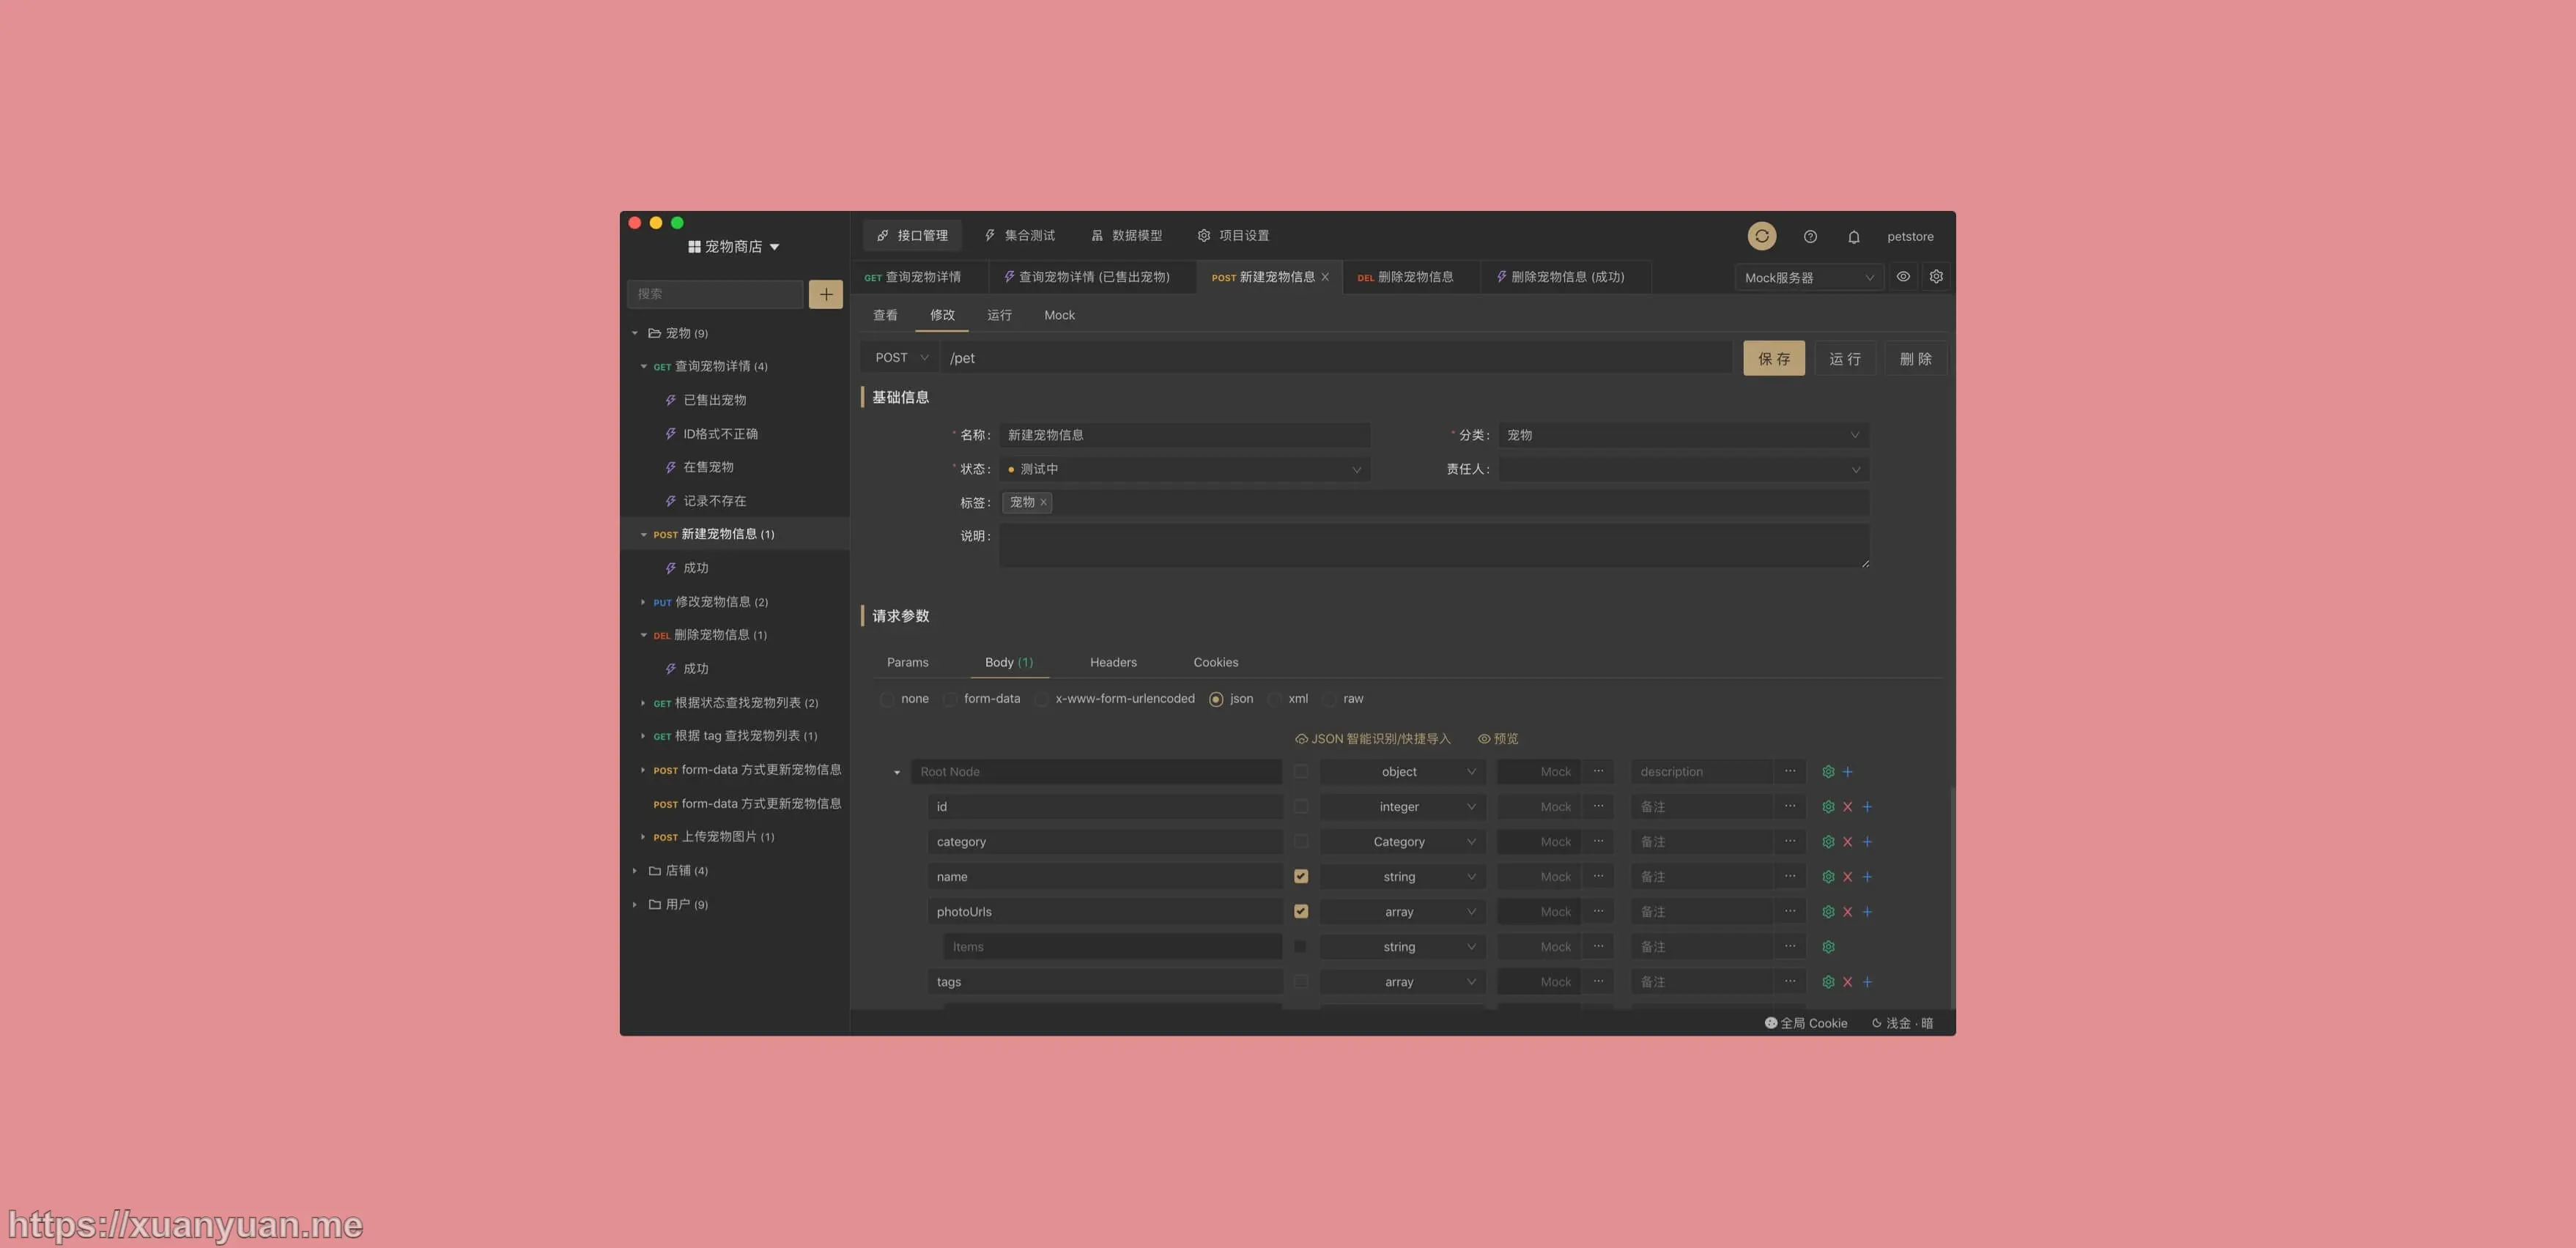 宠物商店
接口管理 集合测试 数据模型 项目设置 petstore
搜索
GET 查询宠物详情 查询宠物详情 (已售出宠物) POST 新建宠物信息 DEL 删除宠物信息 删除宠物信息 (成功) Mock服务器
宠物 (9)
GET 查询宠物详情 (4)
已售出宠物
ID格式不正确
在售宠物
记录不存在
POST 新建宠物信息 (1)
成功
PUT 修改宠物信息 (2)
DEL 删除宠物信息 (1)
成功
GET 根据状态查找宠物列表 (2)
GET 根据 tag 查找宠物列表 (1)
POST form-data 方式更新宠物信息
POST form-data 方式更新宠物信息
POST 上传宠物图片 (1)
店铺 (4)
用户 (9)
查看 修改 运行 Mock
POST /pet 保存 运行 删除
基础信息
* 名称: 新建宠物信息 * 分类: 宠物
* 状态: 测试中 责任人:
标签: 宠物
说明:
请求参数
Params Body (1) Headers Cookies
none form-data x-www-form-urlencoded json xml raw
JSON 智能识别/快捷导入 预览
Root Node object Mock ... description ...
id integer Mock ... 备注 ...
category Category Mock ... 备注 ...
name string Mock ... 备注 ...
photoUrls array Mock ... 备注 ...
Items string Mock ... 备注 ...
tags array Mock ... 备注 ...
全局 Cookie 浅金 · 暗
https://xuanyuan.me